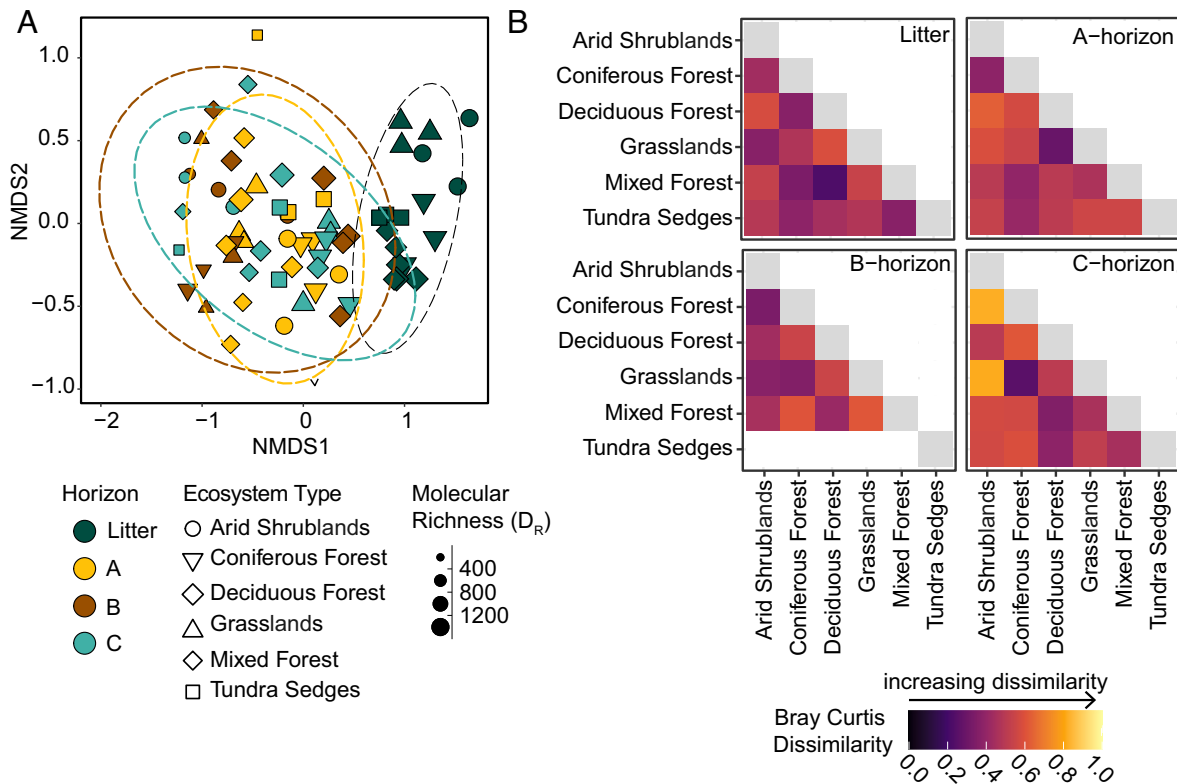 A
1.0
0.5
0.0
−0.5
−1.0
NMDS2
−2
−1
0
1
NMDS1
Horizon
Litter
A
B
C
Ecosystem Type
Arid Shrublands
Coniferous Forest
Deciduous Forest
Grasslands
Mixed Forest
Tundra Sedges
Molecular
Richness (DR)
400
800
1200
B
Litter
A−horizon
Arid Shrublands
Coniferous Forest
Deciduous Forest
Grasslands
Mixed Forest
Tundra Sedges
B-horizon
C-horizon
Arid Shrublands
Coniferous Forest
Deciduous Forest
Grasslands
Mixed Forest
Tundra Sedges
Arid Shrublands
Coniferous Forest
Deciduous Forest
Grasslands
Mixed Forest
Tundra Sedges
Arid Shrublands
Coniferous Forest
Deciduous Forest
Grasslands
Mixed Forest
Tundra Sedges
increasing dissimilarity
Bray Curtis
Dissimilarity
0.0
0.2
0.4
0.6
0.8
1.0